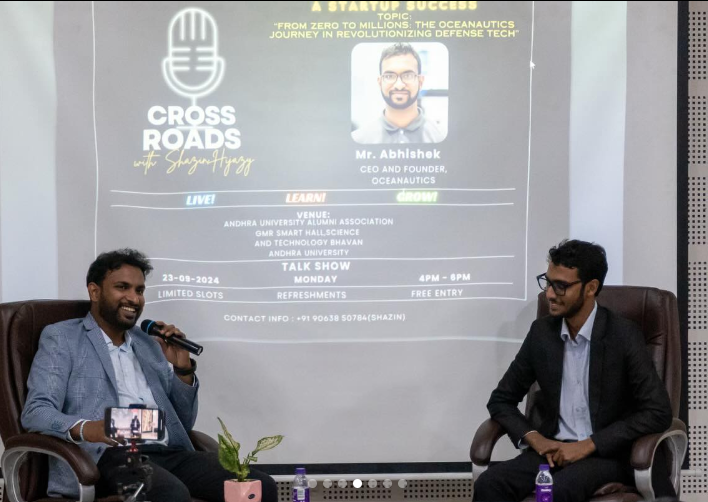 A STARTUP SUCCESS
TOPIC:
"FROM ZERO TO MILLIONS: THE OCEANAUTICS
JOURNEY IN REVOLUTIONIZING DEFENSE TECH"
CROSS
ROADS
with Shazin Hyazy
Mr. Abhishek
CEO AND FOUNDER,
OCEANAUTICS
LIVE! LEARN! GROW!
VENUE:
ANDHRA UNIVERSITY ALUMNI ASSOCIATION
GMR SMART HALL,SCIENCE
AND TECHNOLOGY BHAVAN
ANDHRA UNIVERSITY
TALK SHOW
23-09-2024 MONDAY 4PM - 6PM
LIMITED SLOTS REFRESHMENTS FREE ENTRY
CONTACT INFO : +91 90638 50784(SHAZIN)